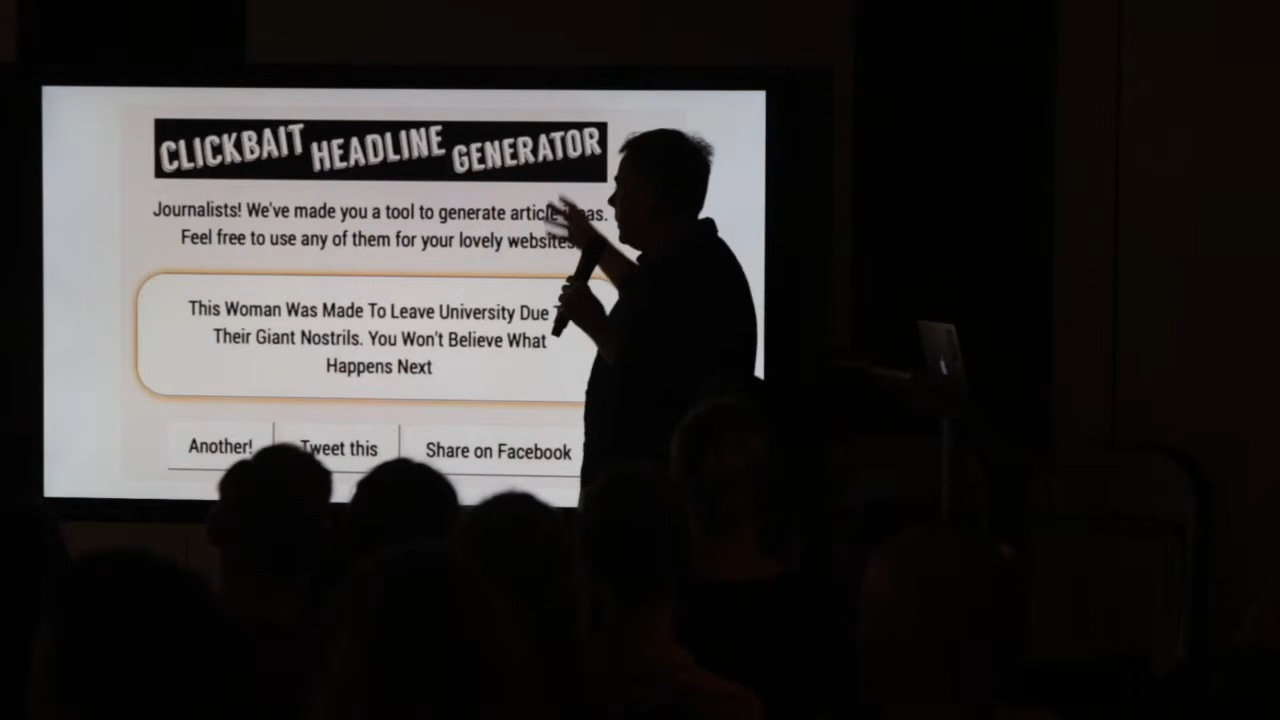 CLICKBAIT HEADLINE GENERATOR
Journalists! We've made you a tool to generate article
Feel free to use any of them for your lovely websites
This Woman Was Made To Leave University Due
Their Giant Nostrils. You Won't Believe What
Happens Next
Another! Tweet this Share on Facebook